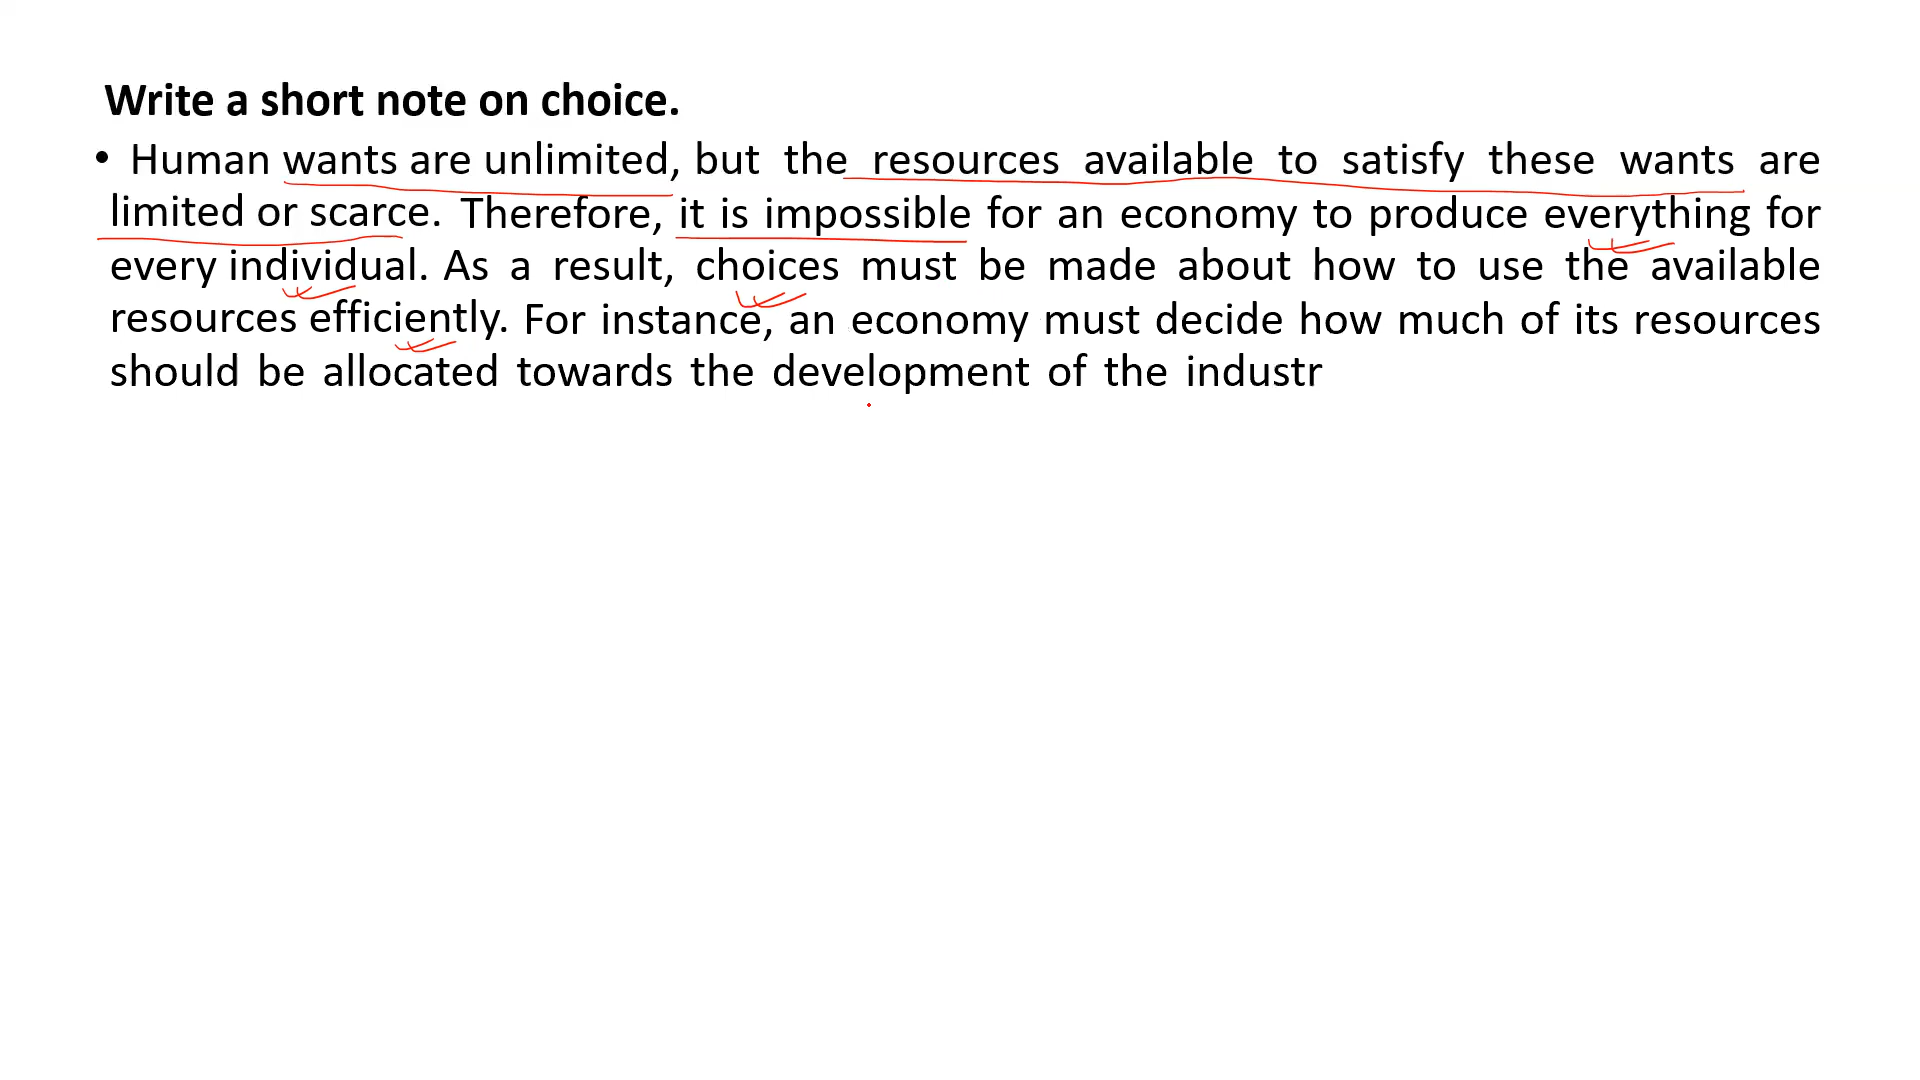 Write a short note on choice.
• Human wants are unlimited, but the resources available to satisfy these wants are
limited or scarce. Therefore, it is impossible for an economy to produce everything for
every individual. As a result, choices must be made about how to use the available
resources efficiently. For instance, an economy must decide how much of its resources
should be allocated towards the development of the industr